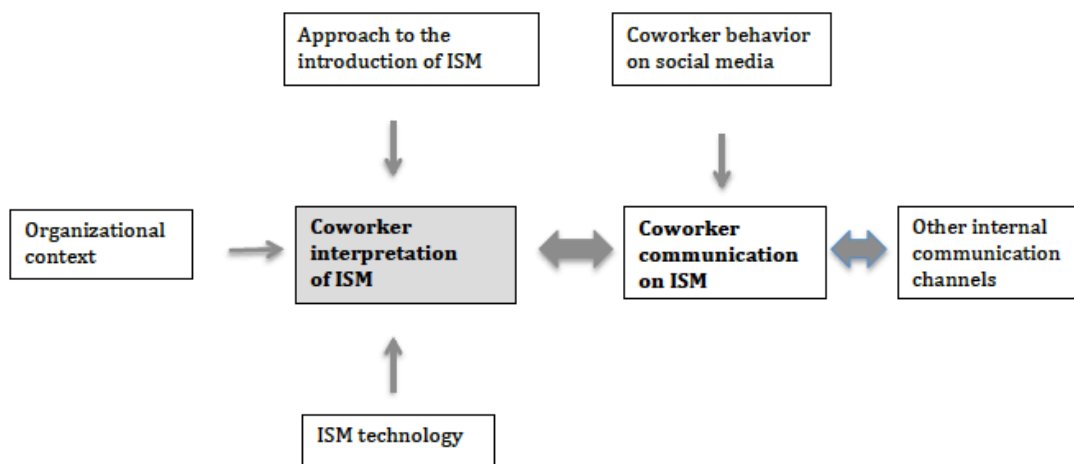 Approach to the
introduction of ISM
Coworker behavior
on social media
Organizational
context
Coworker
interpretation
of ISM
Coworker
communication
on ISM
Other internal
communication
channels
ISM technology